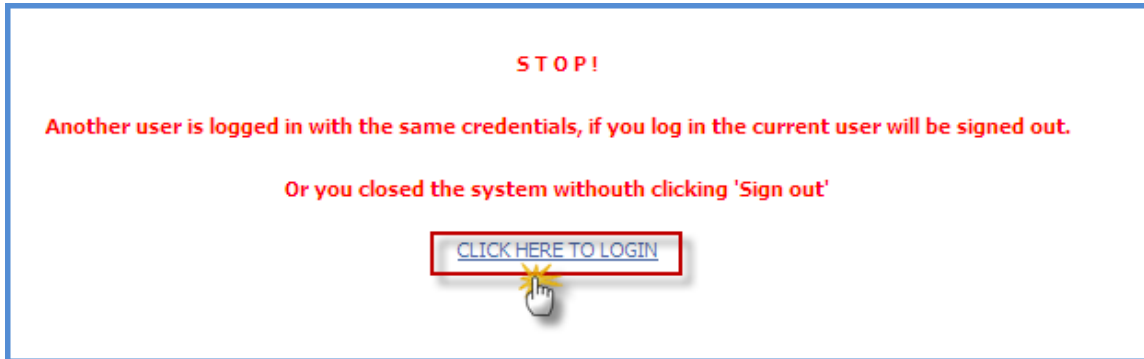 S T O P !
Another user is logged in with the same credentials, if you log in the current user will be signed out.
Or you closed the system withouth clicking 'Sign out'
CLICK HERE TO LOGIN